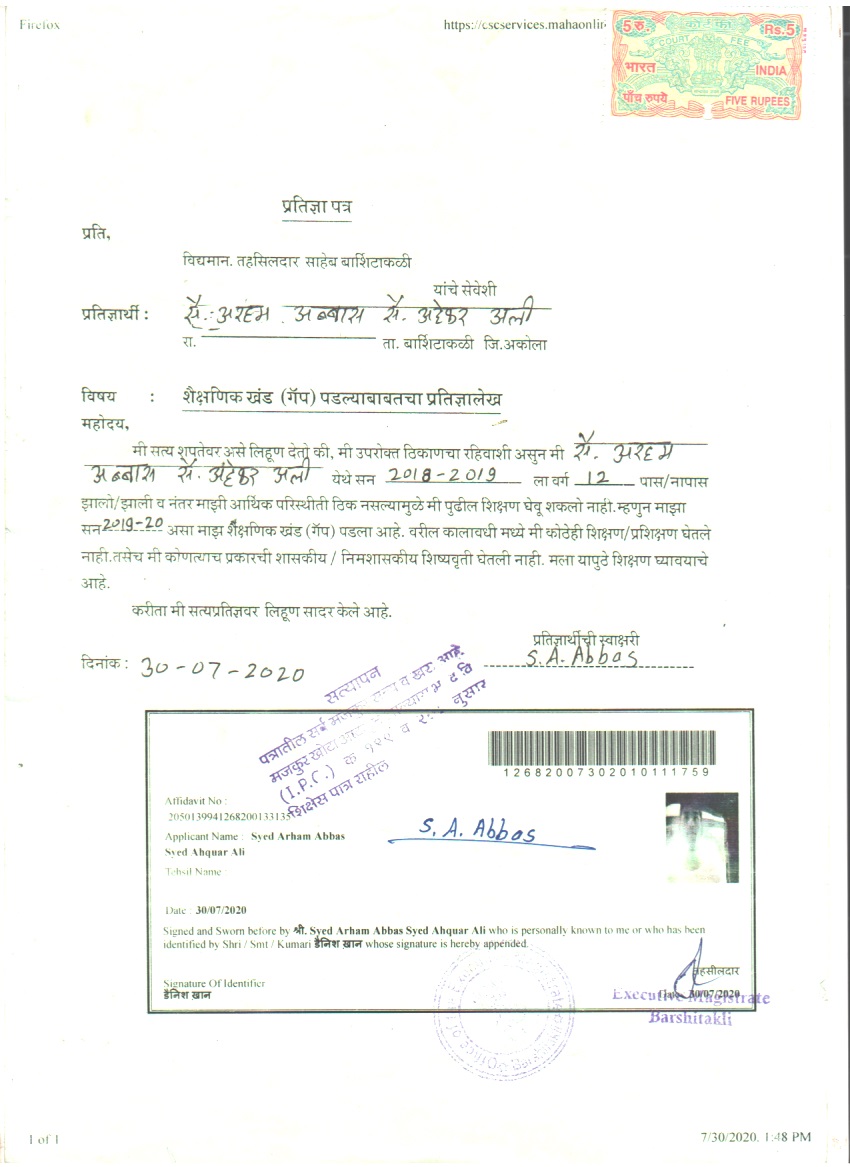 Firefox
https://cscservices.mahaonlin
5 रु. कोर्ट फी Rs.5
COURT FEE
भारत INDIA
पाँच रुपये FIVE RUPEES
प्रतिज्ञा पत्र
प्रति,
विद्यमान. तहसिलदार साहेब बार्शिटाकळी
यांचे सेवेशी
प्रतिज्ञार्थी : सै. अरहम अब्बास सै. अहेकर अली
रा. ता. बार्शिटाकळी जि.अकोला
विषय : शैक्षणिक खंड (गॅप) पडल्याबाबतचा प्रतिज्ञालेख
महोदय,
मी सत्य शपतेवर असे लिहूण देतो की, मी उपरोक्त ठिकाणचा रहिवाशी असुन मी सै. अरहम
अब्बास सै. अहेकर अली येथे सन 2018-2019 ला वर्ग 12 पास/नापास
झालो/झाली व नंतर माझी आर्थिक परिस्थीती ठिक नसल्यामुळे मी पुढील शिक्षण घेवू शकलो नाही.म्हणुन माझा
सन 2019-20 असा माझ शैक्षणिक खंड (गॅप) पडला आहे. वरील कालावधी मध्ये मी कोठेही शिक्षण/प्रशिक्षण घेतले
नाही.तसेच मी कोणत्याच प्रकारची शासकीय / निमशासकीय शिष्यवृती घेतली नाही. मला यापुठे शिक्षण घ्यावयाचे
आहे.
करीता मी सत्यप्रतिज्ञवर लिहूण सादर केले आहे.
प्रतिज्ञार्थीची स्वाक्षरी
दिनांक : 30-07-2020 S.A. Abbas
सत्यापन
पत्रातील सर्व मजकुर सत्य व खरा आहे.
मजकुर खोटा
(I.P.C.) क १९९ व २०० नुसार
शिक्षेस पात्र राहील
12682007302010111759
Affidavit No :
2050139941268200133135
Applicant Name : Syed Arham Abbas
Syed Ahquar Ali
S. A. Abbas
Tehsil Name :
Date : 30/07/2020
Signed and Sworn before by श्री. Syed Arham Abbas Syed Ahquar Ali who is personally known to me or who has been
identified by Shri / Smt / Kumari डैनिश ख़ान whose signature is hereby appended.
तहसीलदार
Signature Of Identifier
डैनिश ख़ान
Date 30/07/2020
Executive Magistrate
Barshitakli
1 of 1
7/30/2020, 1:48 PM